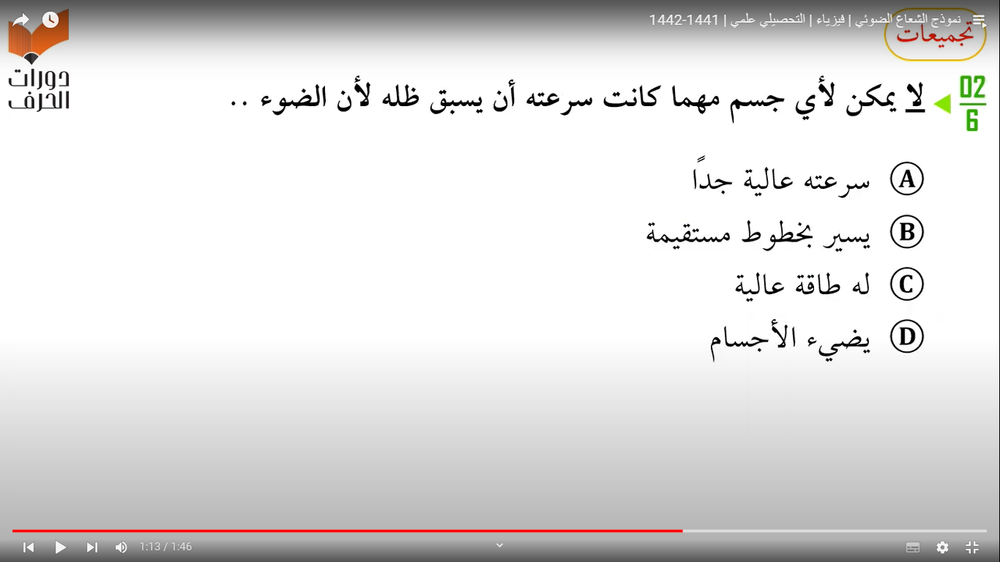 نموذج الشعاع الضوئي | فيزياء | التحصيلي علمي | 1441-1442
تجميعات
دورات
الحرف
02
6
لا يمكن لأي جسم مهما كانت سرعته أن يسبق ظله لأن الضوء ..
A سرعته عالية جدًا
B يسير بخطوط مستقيمة
C له طاقة عالية
D يضيء الأجسام
1:13 / 1:46